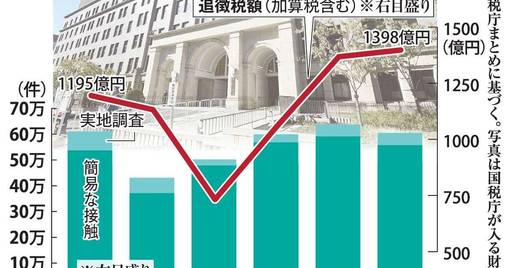 追徴税額(加算税含む)※右目盛り
1398億円
1500
(億円)
1195億円
1250
(件)
70万
実地調査
60万
1000
50万
簡易な接触
40万
30万
750
20万
500
10万
※左目盛り
税庁まとめに基づく。写真は国税庁が入る財